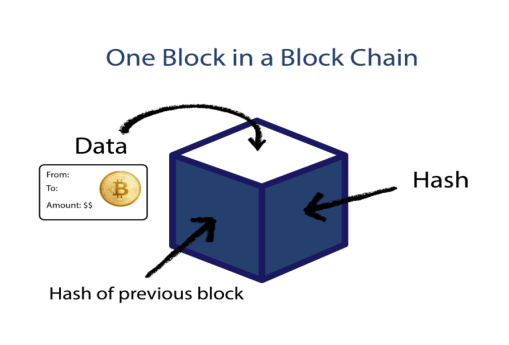 One Block in a Block Chain
Data
From:
To:
Amount: $$
Hash
Hash of previous block